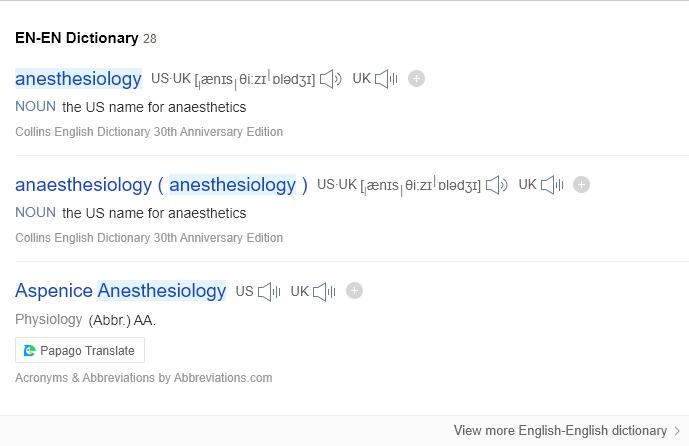 EN-EN Dictionary 28
anesthesiology US·UK [ˌænɪsˌθiːzɪˈɒlədʒɪ] UK
NOUN the US name for anaesthetics
Collins English Dictionary 30th Anniversary Edition
anaesthesiology ( anesthesiology ) US·UK [ˌænɪsˌθiːzɪˈɒlədʒɪ] UK
NOUN the US name for anaesthetics
Collins English Dictionary 30th Anniversary Edition
Aspenice Anesthesiology US UK
Physiology (Abbr.) AA.
Papago Translate
Acronyms & Abbreviations by Abbreviations.com
View more English-English dictionary >